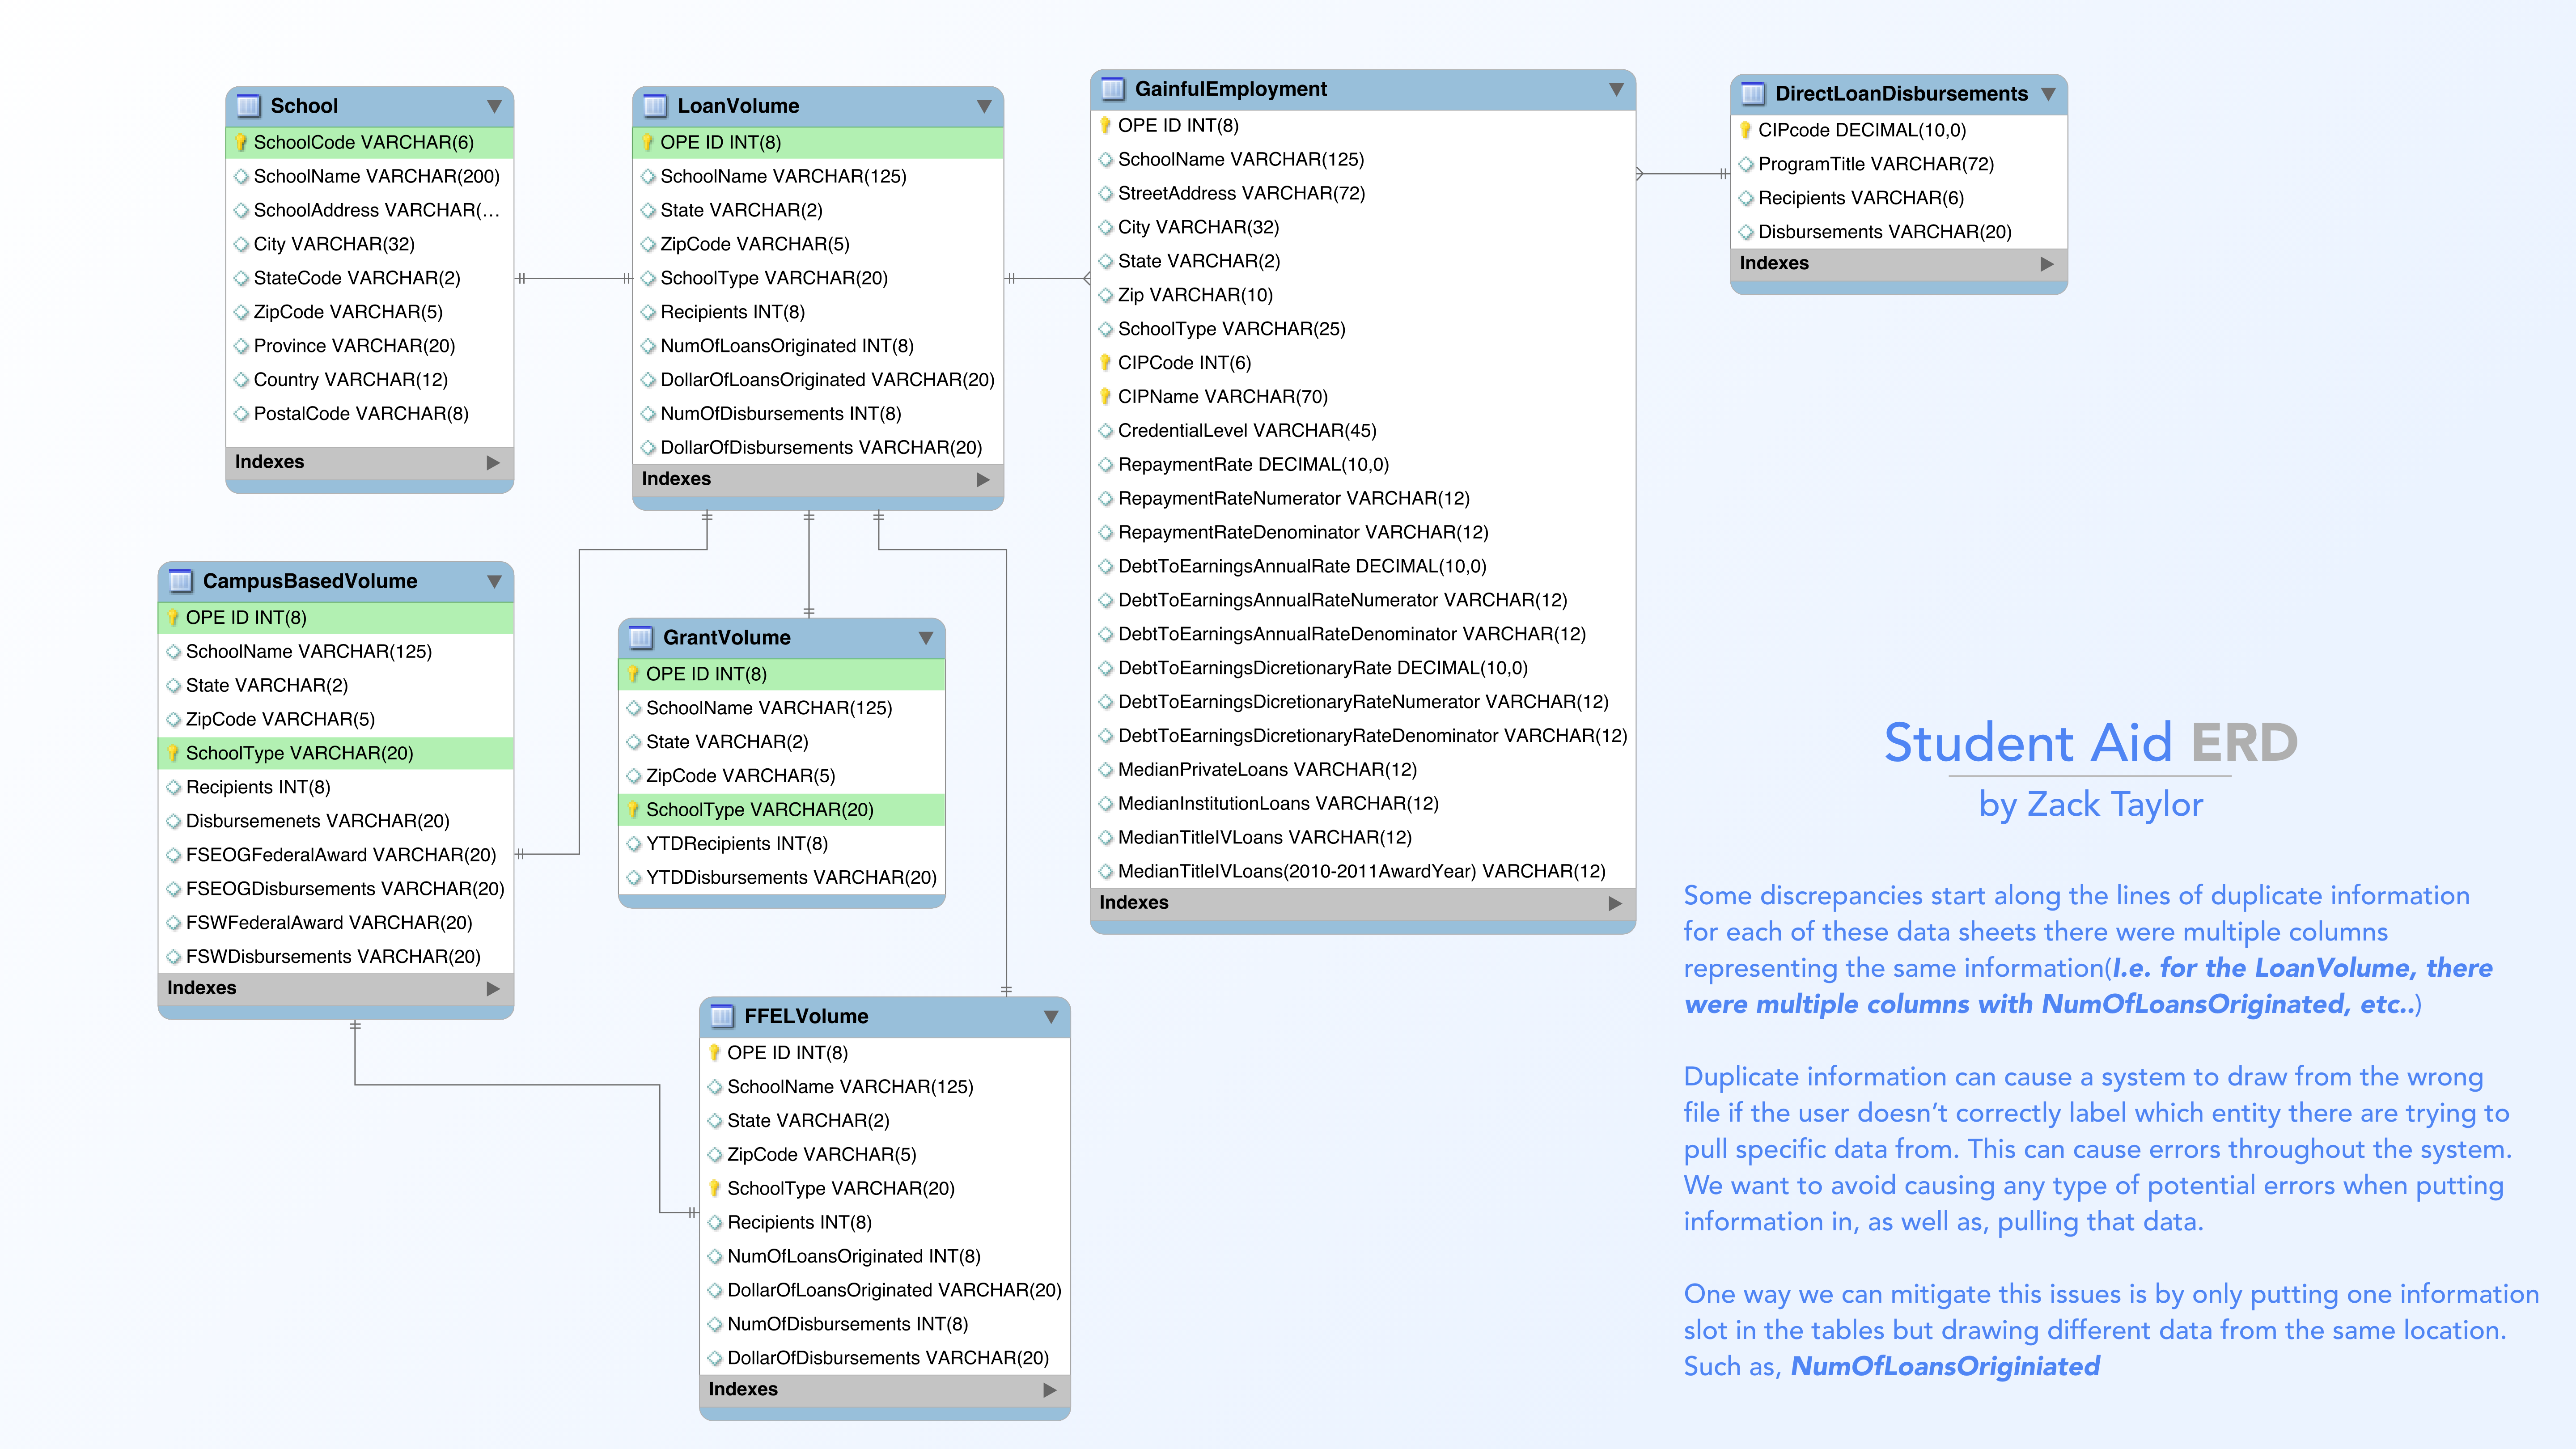 School
SchoolCode VARCHAR(6)
SchoolName VARCHAR(200)
SchoolAddress VARCHAR(...
City VARCHAR(32)
StateCode VARCHAR(2)
ZipCode VARCHAR(5)
Province VARCHAR(20)
Country VARCHAR(12)
PostalCode VARCHAR(8)
Indexes
LoanVolume
OPE ID INT(8)
SchoolName VARCHAR(125)
State VARCHAR(2)
ZipCode VARCHAR(5)
SchoolType VARCHAR(20)
Recipients INT(8)
NumOfLoansOriginated INT(8)
DollarOfLoansOriginated VARCHAR(20)
NumOfDisbursements INT(8)
DollarOfDisbursements VARCHAR(20)
Indexes
GainfulEmployment
OPE ID INT(8)
SchoolName VARCHAR(125)
StreetAddress VARCHAR(72)
City VARCHAR(32)
State VARCHAR(2)
Zip VARCHAR(10)
SchoolType VARCHAR(25)
CIPCode INT(6)
CIPName VARCHAR(70)
CredentialLevel VARCHAR(45)
RepaymentRate DECIMAL(10,0)
RepaymentRateNumerator VARCHAR(12)
RepaymentRateDenominator VARCHAR(12)
DebtToEarningsAnnualRate DECIMAL(10,0)
DebtToEarningsAnnualRateNumerator VARCHAR(12)
DebtToEarningsAnnualRateDenominator VARCHAR(12)
DebtToEarningsDicretionaryRate DECIMAL(10,0)
DebtToEarningsDicretionaryRateNumerator VARCHAR(12)
DebtToEarningsDicretionaryRateDenominator VARCHAR(12)
MedianPrivateLoans VARCHAR(12)
MedianInstitutionLoans VARCHAR(12)
MedianTitleIVLoans VARCHAR(12)
MedianTitleIVLoans(2010-2011AwardYear) VARCHAR(12)
Indexes
DirectLoanDisbursements
CIPcode DECIMAL(10,0)
ProgramTitle VARCHAR(72)
Recipients VARCHAR(6)
Disbursements VARCHAR(20)
Indexes
CampusBasedVolume
OPE ID INT(8)
SchoolName VARCHAR(125)
State VARCHAR(2)
ZipCode VARCHAR(5)
SchoolType VARCHAR(20)
Recipients INT(8)
Disbursemenets VARCHAR(20)
FSEOGFederalAward VARCHAR(20)
FSEOGDisbursements VARCHAR(20)
FSWFederalAward VARCHAR(20)
FSWDisbursements VARCHAR(20)
Indexes
GrantVolume
OPE ID INT(8)
SchoolName VARCHAR(125)
State VARCHAR(2)
ZipCode VARCHAR(5)
SchoolType VARCHAR(20)
YTDRecipients INT(8)
YTDDisbursements VARCHAR(20)
FFELVolume
OPE ID INT(8)
SchoolName VARCHAR(125)
State VARCHAR(2)
ZipCode VARCHAR(5)
SchoolType VARCHAR(20)
Recipients INT(8)
NumOfLoansOriginated INT(8)
DollarOfLoansOriginated VARCHAR(20)
NumOfDisbursements INT(8)
DollarOfDisbursements VARCHAR(20)
Indexes
Student Aid ERD
by Zack Taylor
Some discrepancies start along the lines of duplicate information
for each of these data sheets there were multiple columns
representing the same information(I.e. for the LoanVolume, there
were multiple columns with NumOfLoansOriginated, etc..)
Duplicate information can cause a system to draw from the wrong
file if the user doesn’t correctly label which entity there are trying to
pull specific data from. This can cause errors throughout the system.
We want to avoid causing any type of potential errors when putting
information in, as well as, pulling that data.
One way we can mitigate this issues is by only putting one information
slot in the tables but drawing different data from the same location.
Such as, NumOfLoansOriginiated